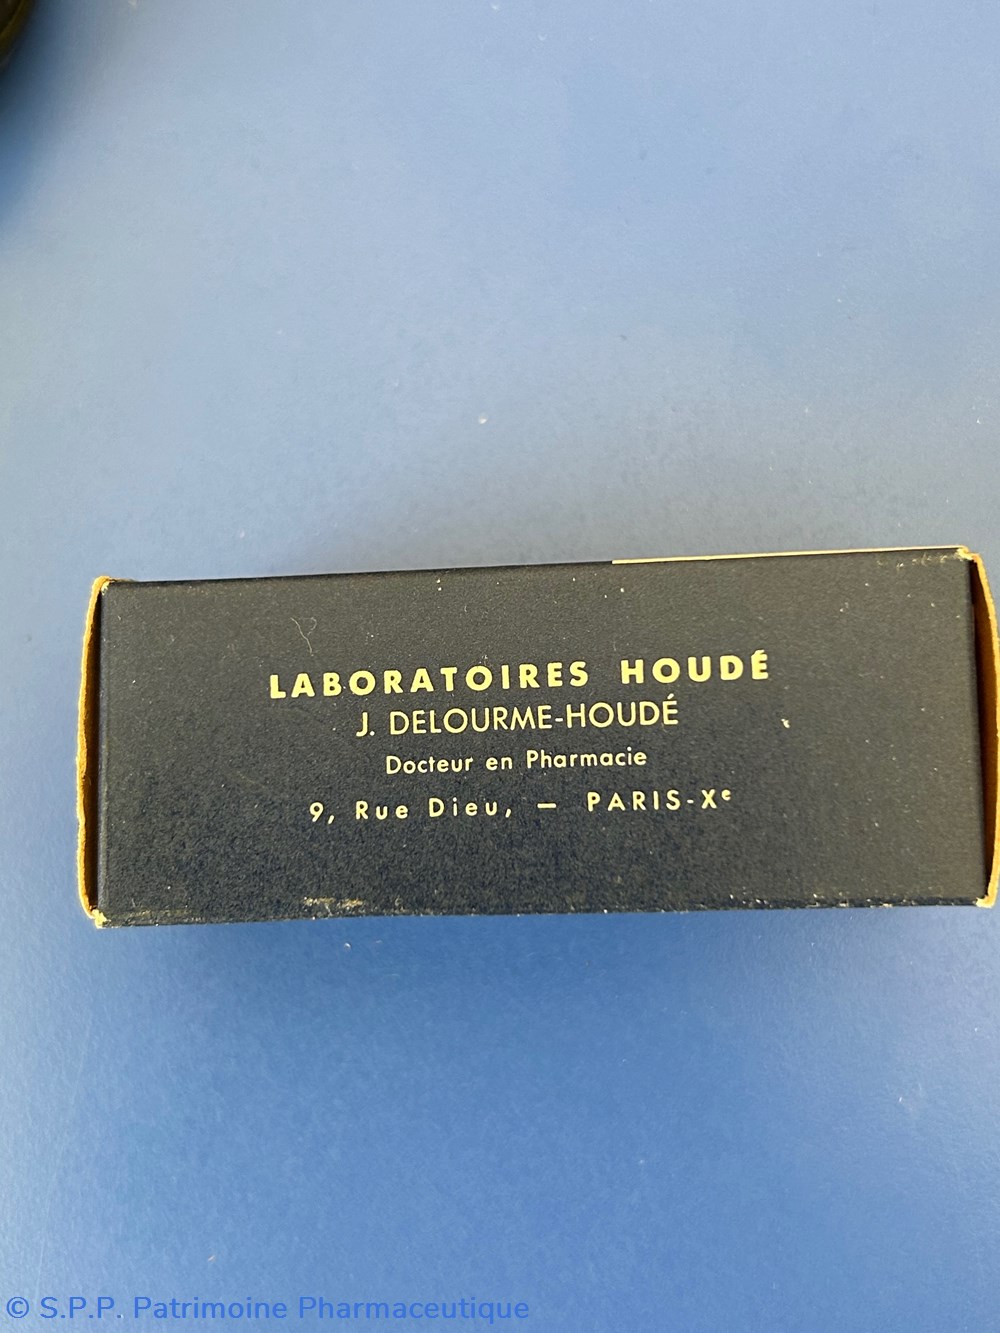 LABORATOIRES HOUDÉ
J. DELOURME-HOUDÉ
Docteur en Pharmacie
9, Rue Dieu, — PARIS-Xᵉ
© S.P.P. Patrimoine Pharmaceutique